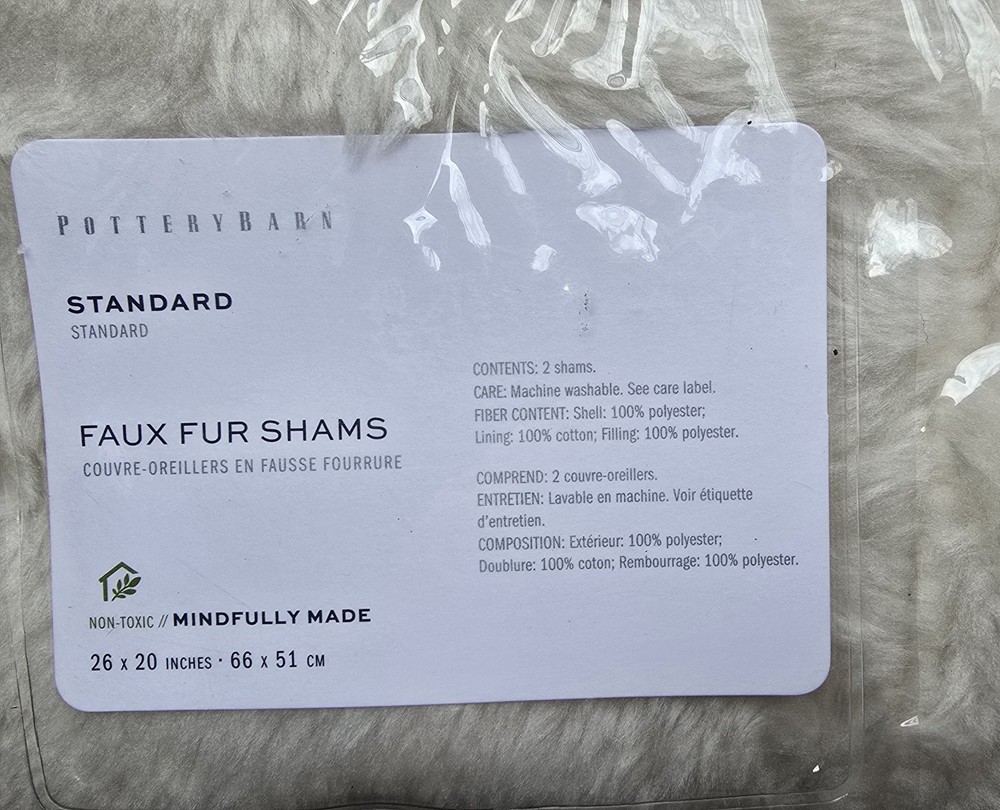 POTTERY BARN
STANDARD
STANDARD
FAUX FUR SHAMS
COUVRE-OREILLERS EN FAUSSE FOURRURE
NON-TOXIC // MINDFULLY MADE
26 x 20 INCHES · 66 x 51 CM
CONTENTS: 2 shams.
CARE: Machine washable. See care label.
FIBER CONTENT: Shell: 100% polyester;
Lining: 100% cotton; Filling: 100% polyester.
COMPREND: 2 couvre-oreillers.
ENTRETIEN: Lavable en machine. Voir étiquette
d'entretien.
COMPOSITION: Extérieur: 100% polyester;
Doublure: 100% coton; Rembourrage: 100% polyester.